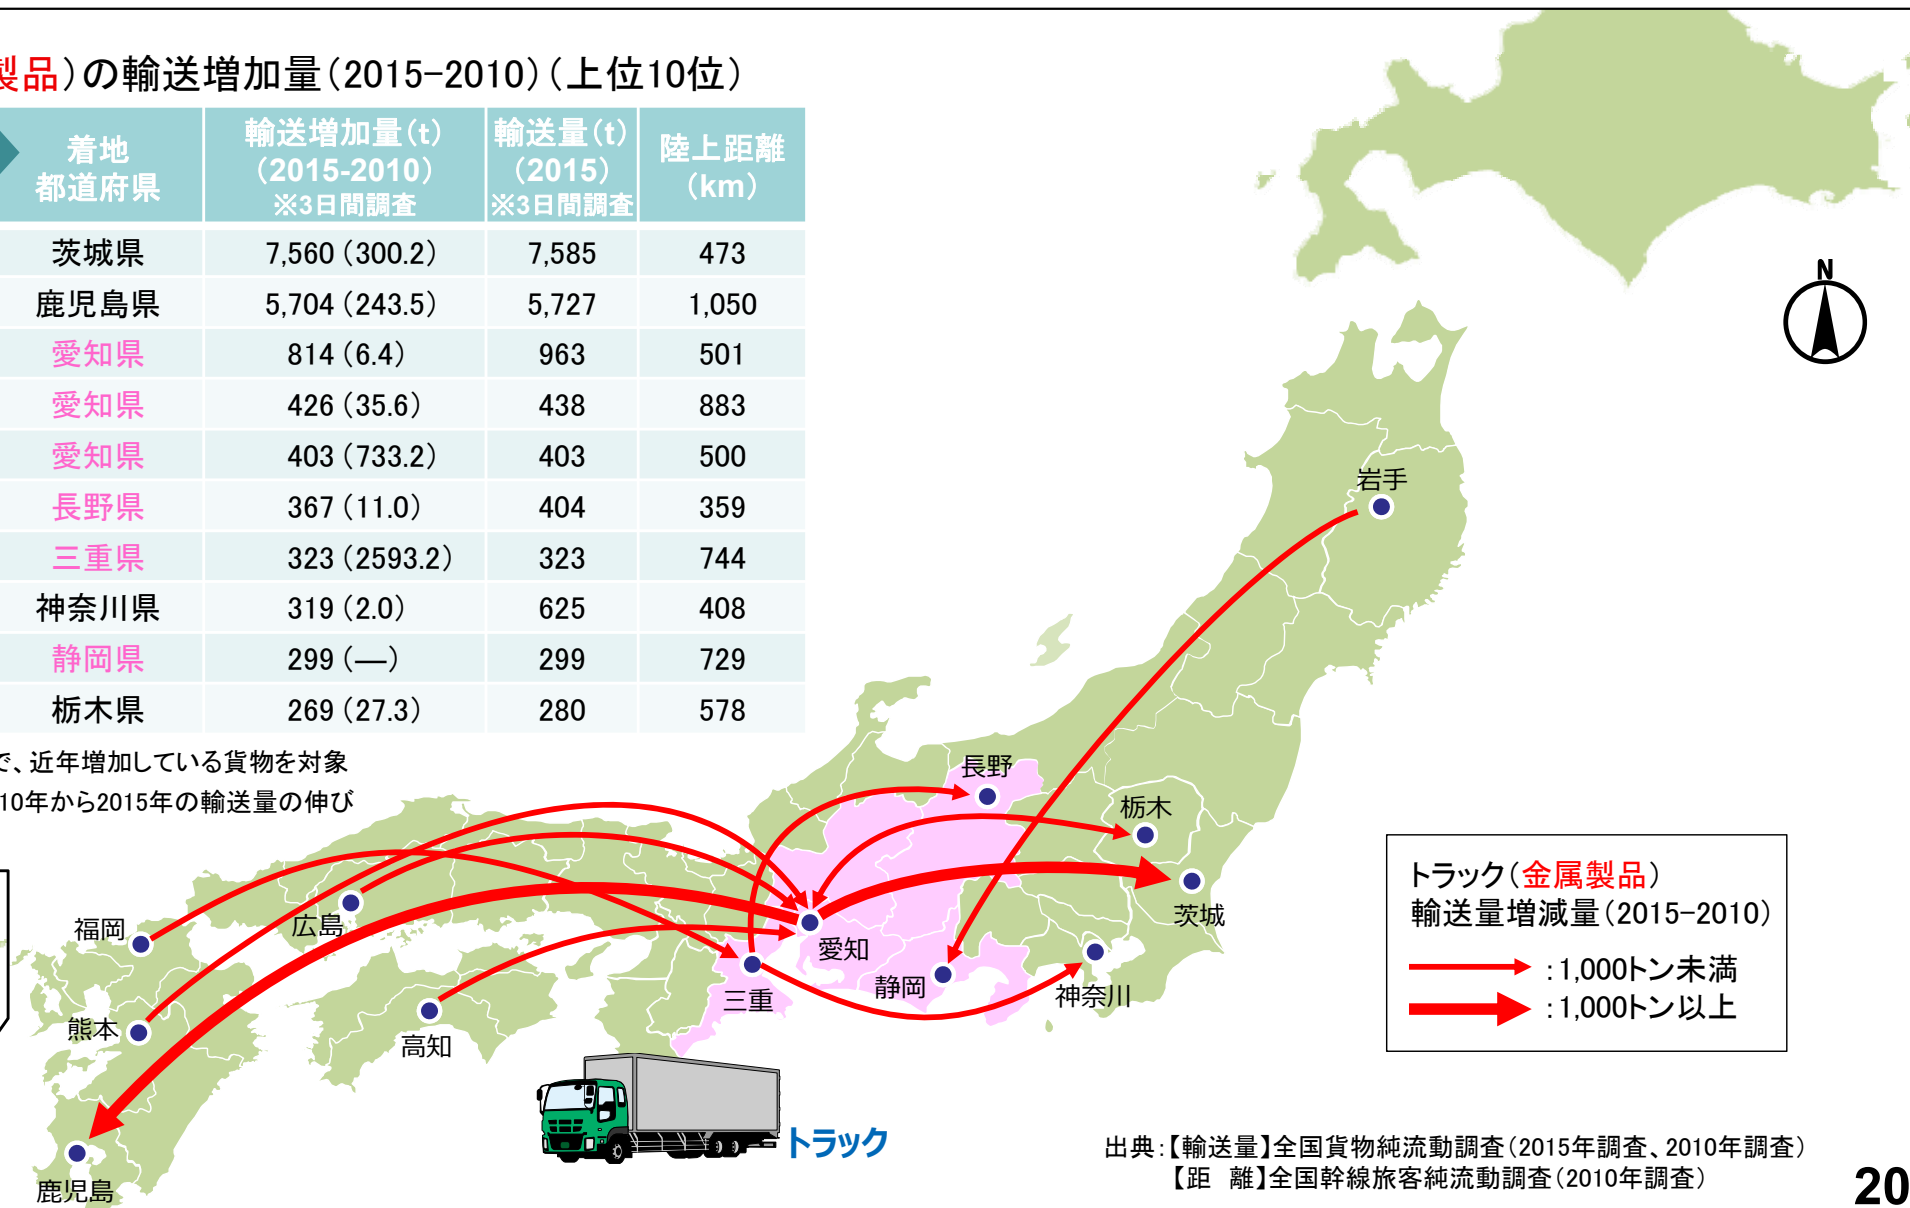 製品）の輸送増加量（2015-2010）（上位10位）
着地
都道府県
輸送増加量（t）
（2015-2010）
※3日間調査
輸送量（t）
（2015）
※3日間調査
陸上距離
（km）
茨城県 7,560（300.2） 7,585 473
鹿児島県 5,704（243.5） 5,727 1,050
愛知県 814（6.4） 963 501
愛知県 426（35.6） 438 883
愛知県 403（733.2） 403 500
長野県 367（11.0） 404 359
三重県 323（2593.2） 323 744
神奈川県 319（2.0） 625 408
静岡県 299（―） 299 729
栃木県 269（27.3） 280 578
で、近年増加している貨物を対象
10年から2015年の輸送量の伸び
N
岩手
長野
栃木
茨城
福岡
広島
愛知
静岡
神奈川
三重
熊本
高知
鹿児島
トラック
トラック（金属製品）
輸送量増減量（2015-2010）
：1,000トン未満
：1,000トン以上
出典：【輸送量】全国貨物純流動調査（2015年調査、2010年調査）
【距　離】全国幹線旅客純流動調査（2010年調査）
20